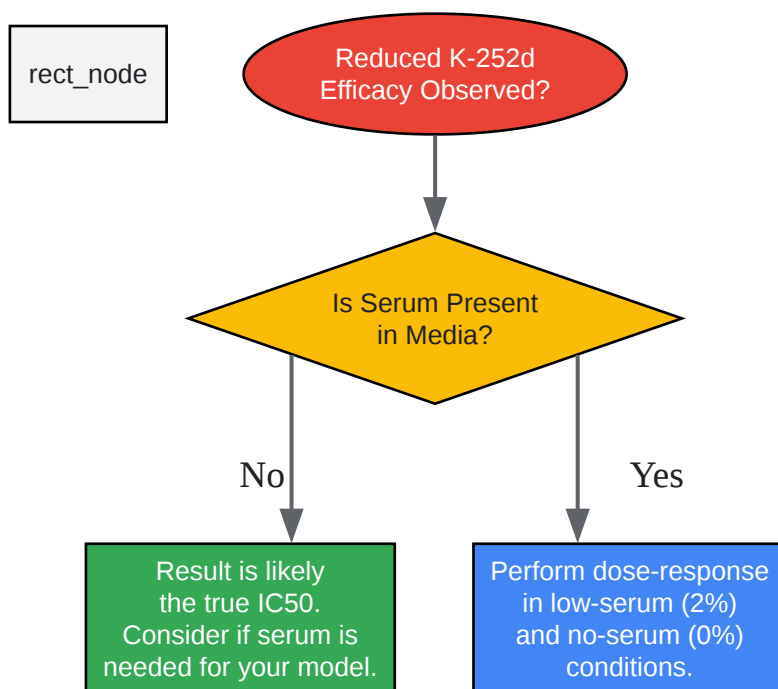 rect_node
Reduced K-252d
Efficacy Observed?
Is Serum Present
in Media?
No
Yes
Result is likely
the true IC50.
Consider if serum is
needed for your model.
Perform dose-response
in low-serum (2%)
and no-serum (0%)
conditions.